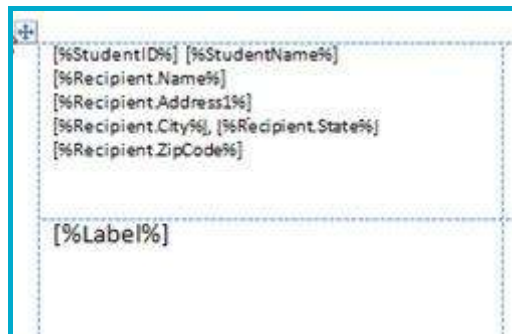 [%StudentID%] [%StudentName%]
[%Recipient.Name%]
[%Recipient.Address1%]
[%Recipient.City%], [%Recipient.State%]
[%Recipient.ZipCode%]
[%Label%]